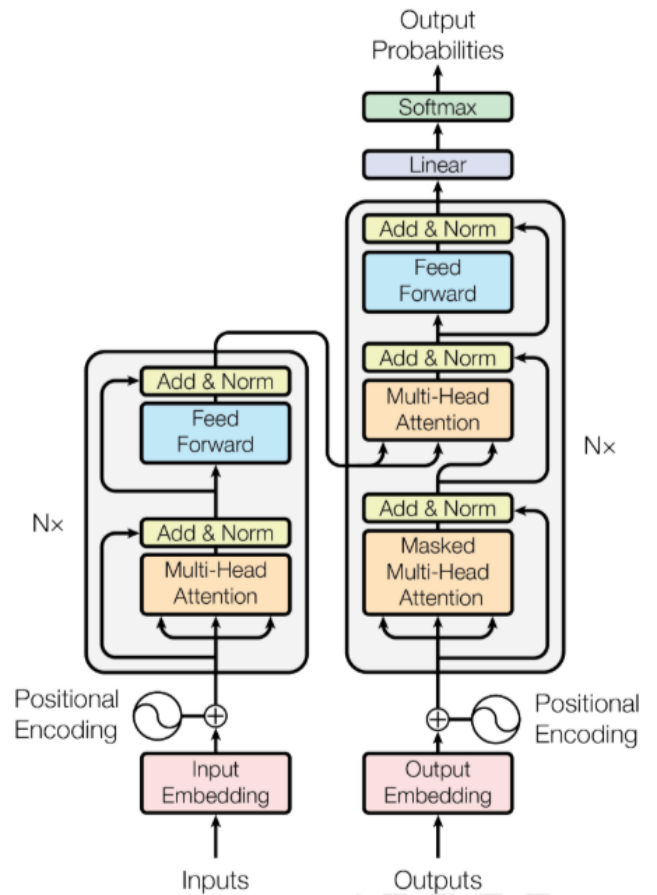 Output
Probabilities
Softmax
Linear
Add & Norm
Feed
Forward
Add & Norm
Multi-Head
Attention
Nx
Add & Norm
Masked
Multi-Head
Attention
Add & Norm
Feed
Forward
Nx
Add & Norm
Multi-Head
Attention
Positional
Encoding
Positional
Encoding
Input
Embedding
Output
Embedding
Inputs
Outputs